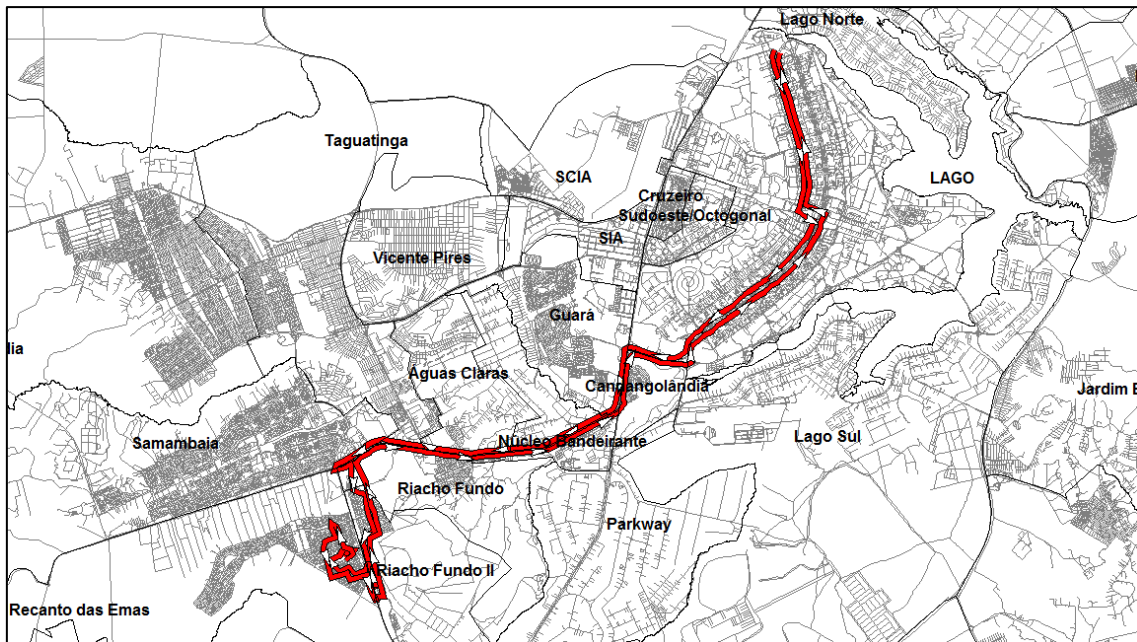 Lago Norte
Taguatinga
SCIA
LAGO
Cruzeiro
Sudoeste/Octogonal
SIA
Vicente Pires
Guará
lia
Águas Claras
Jardim B
Samambaia
Núcleo Bandeirante
Lago Sul
Riacho Fundo
Parkway
Riacho Fundo II
Recanto das Emas